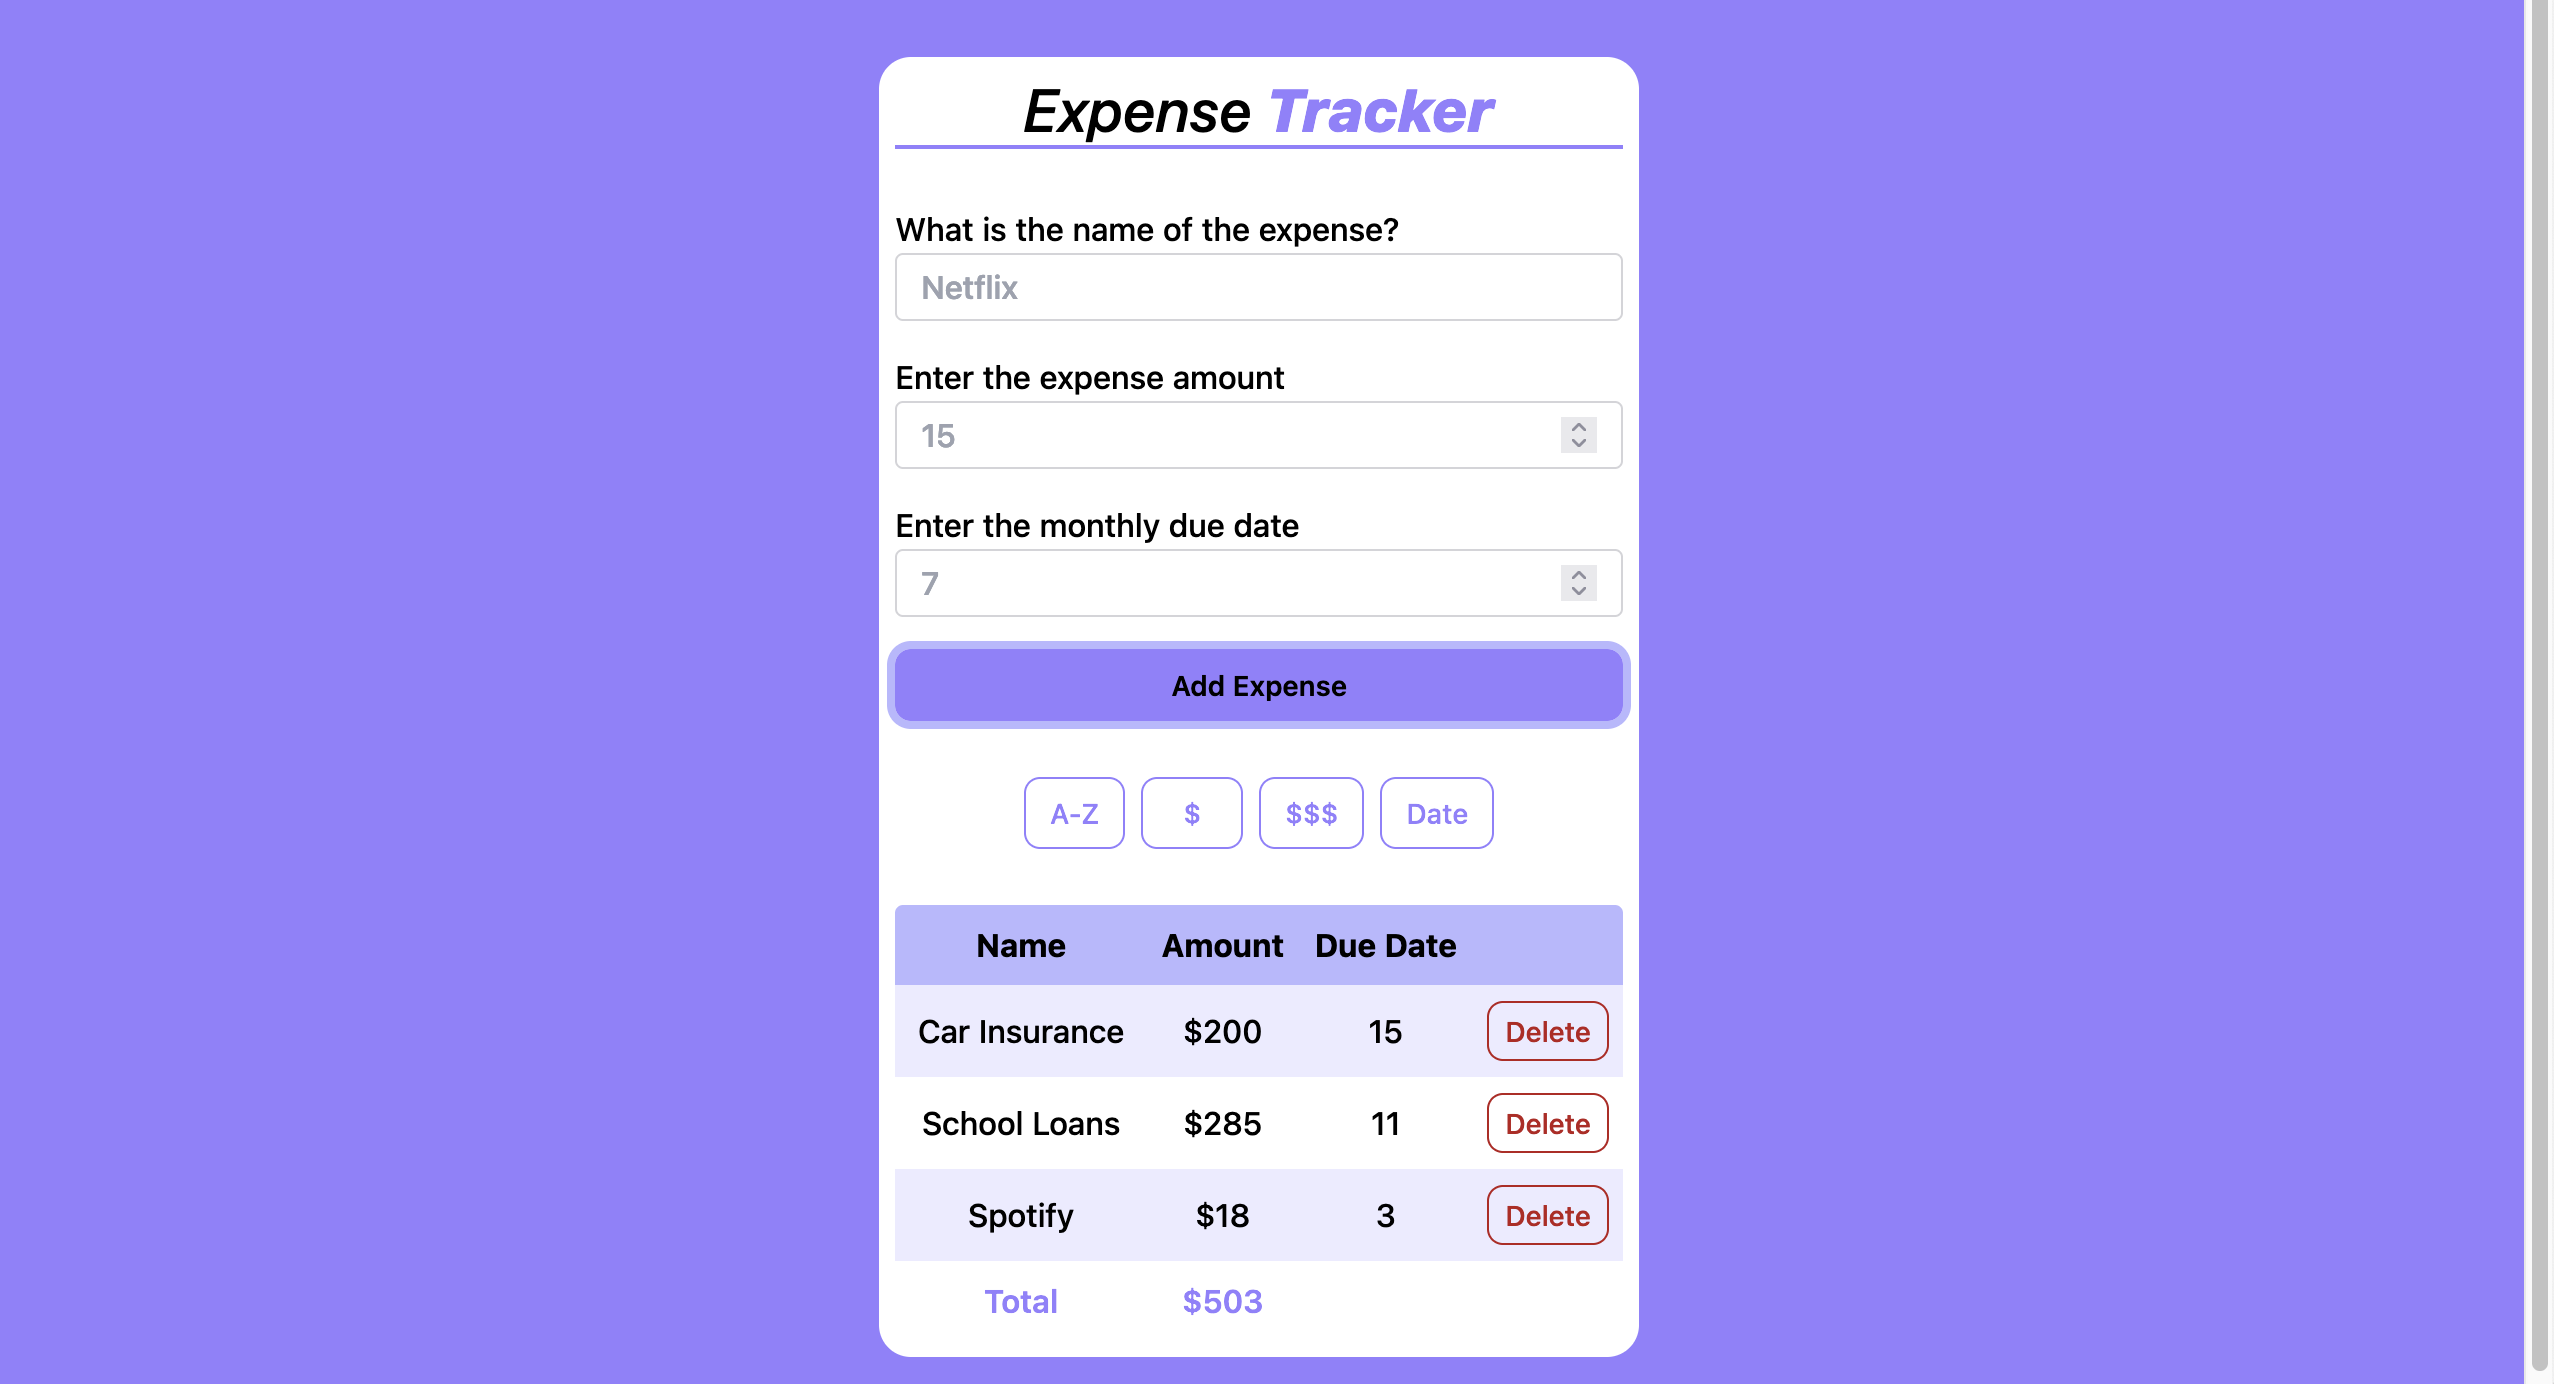 Expense Tracker
What is the name of the expense?
Netflix
Enter the expense amount
15
Enter the monthly due date
7
Add Expense
A-Z $ $$$ Date
Name Amount Due Date
Car Insurance $200 15 Delete
School Loans $285 11 Delete
Spotify $18 3 Delete
Total $503